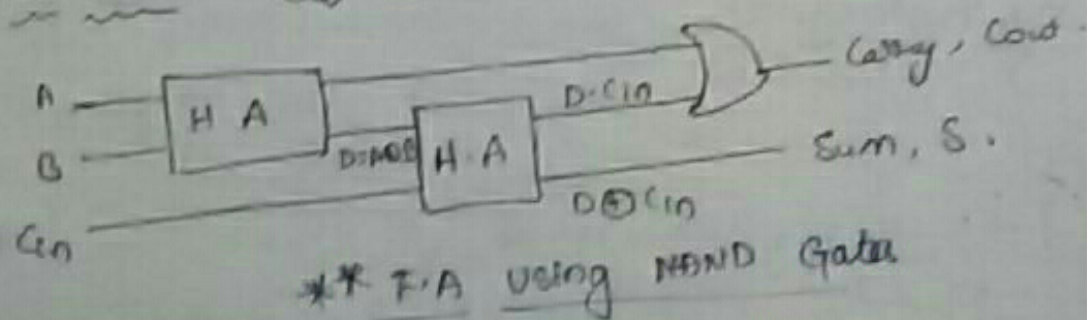 A
B
Cin
H A
D=A⊕B
H.A
D.Cin
D⊕Cin
Carry, Cout.
Sum, S.
** F.A using NAND Gates